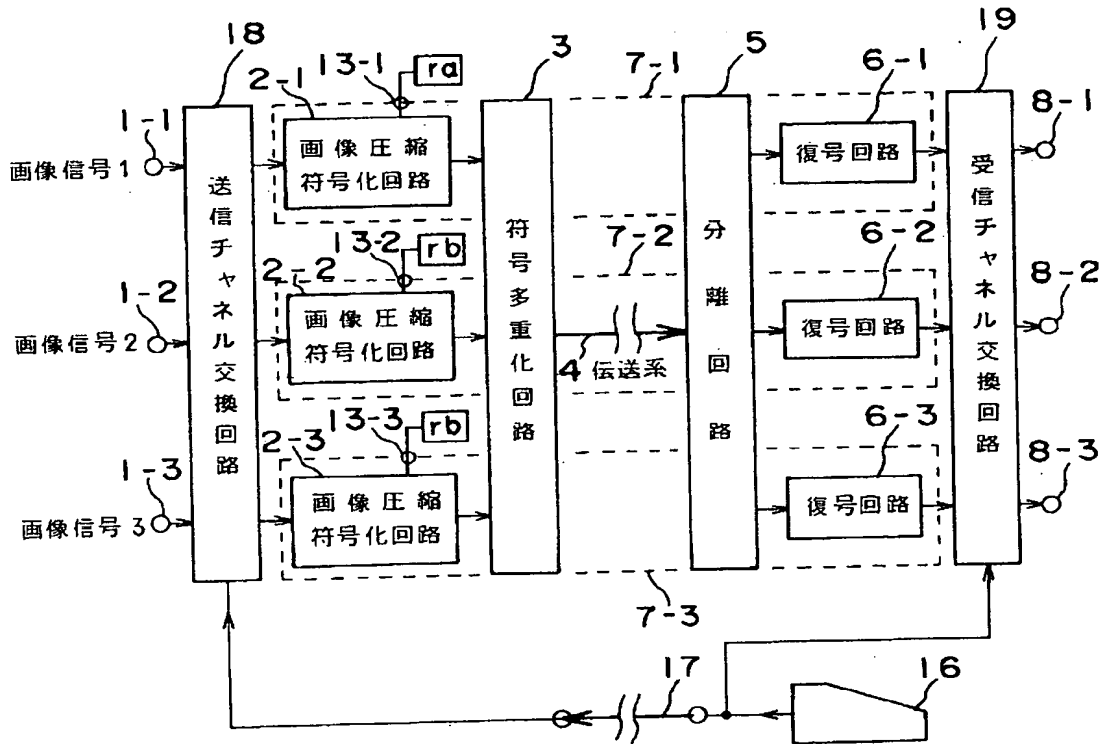 18
2-1
13-1
ra
3
7-1
5
6-1
19
8-1
1-1
画像信号1
送信チャネル交換回路
画像圧縮
符号化回路
符号多重化回路
分離回路
復号回路
受信チャネル交換回路
13-2
rb
7-2
6-2
8-2
1-2
2-2
画像信号2
画像圧縮
符号化回路
4
伝送系
復号回路
13-3
rb
6-3
8-3
1-3
2-3
画像信号3
画像圧縮
符号化回路
復号回路
7-3
17
16